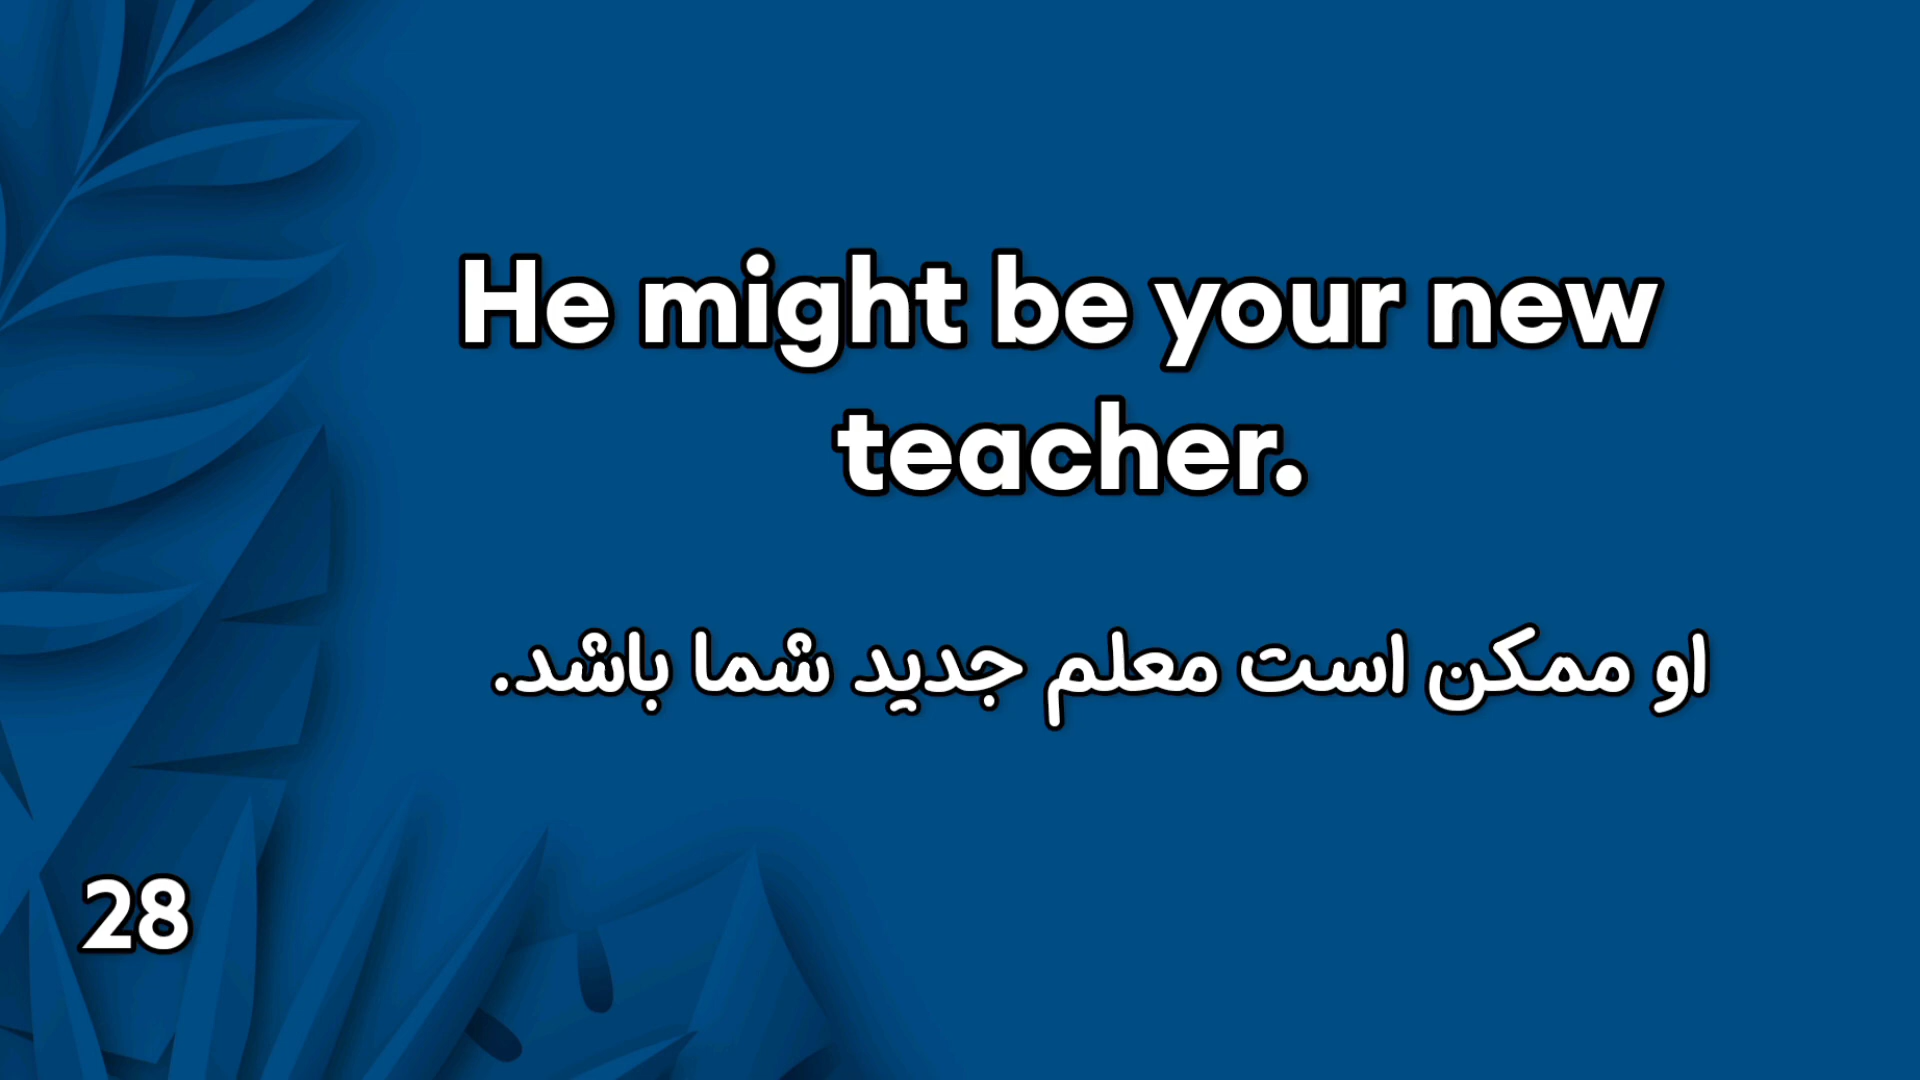 He might be your new
teacher.
او ممکن است معلم جدید شما باشد.
28